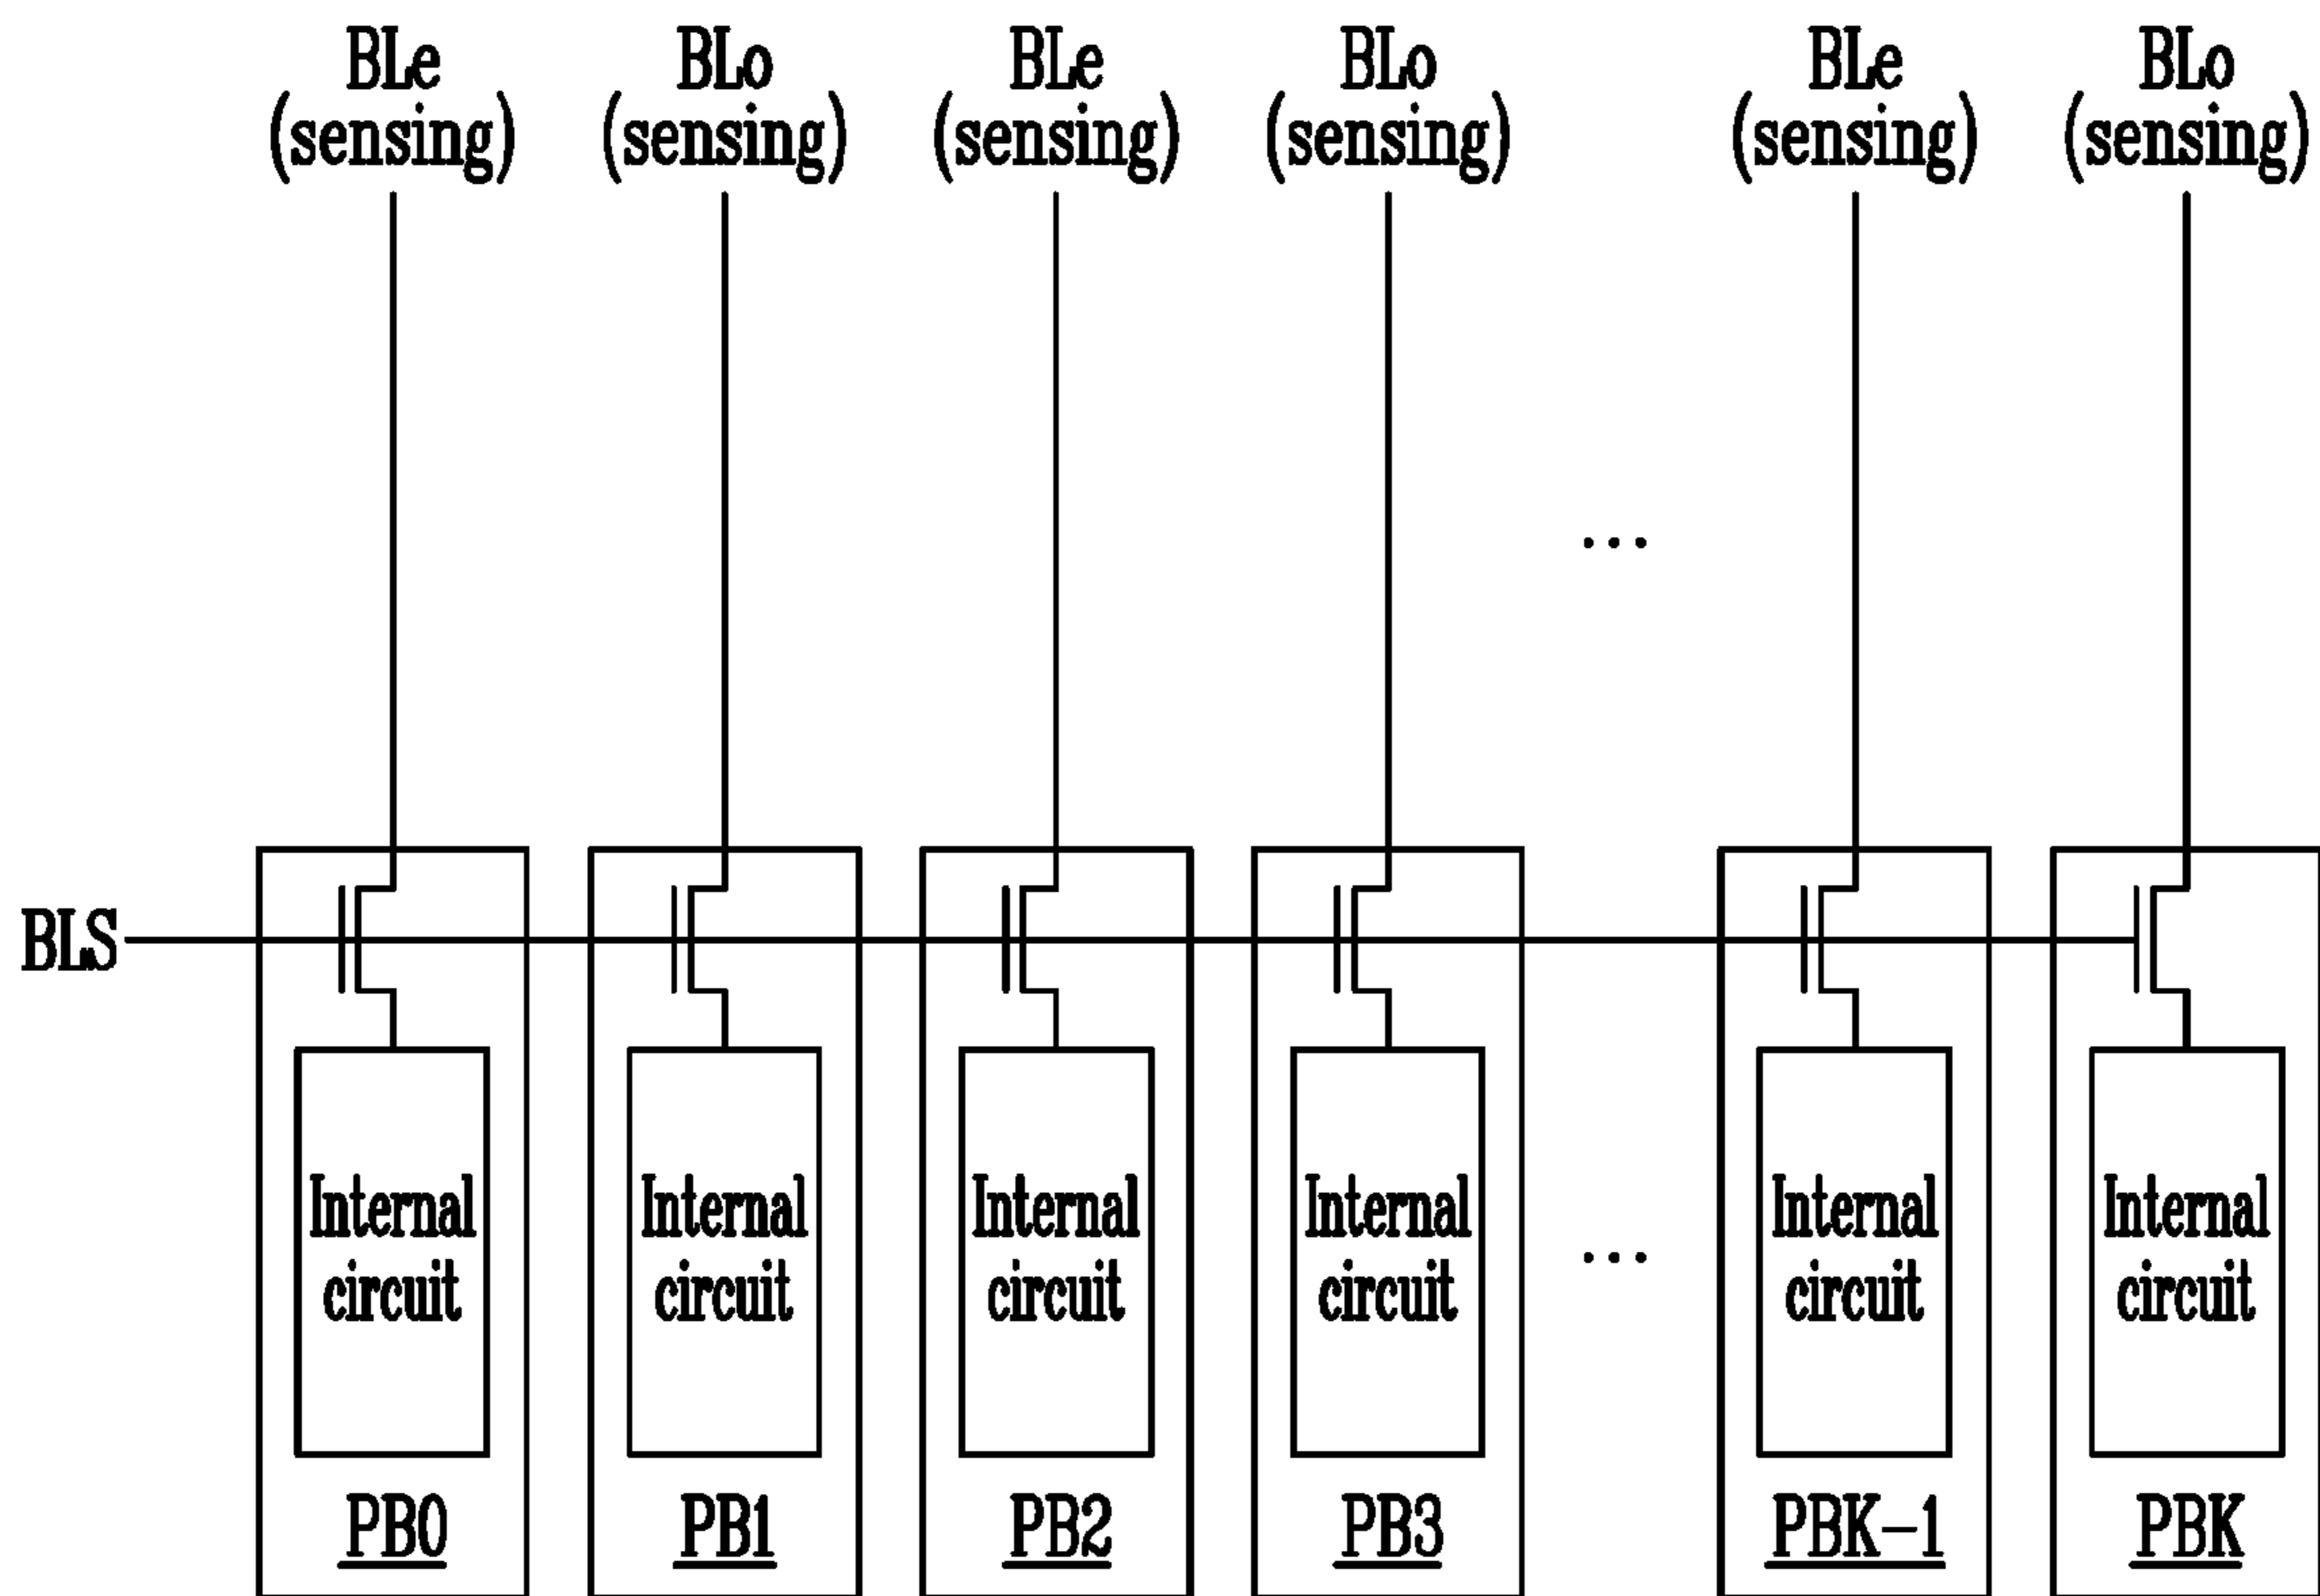 BLe BLo BLe BLo BLe BLo
(sensing) (sensing) (sensing) (sensing) (sensing) (sensing)
...
BLS
Internal Internal Internal Internal Internal Internal
circuit circuit circuit circuit ... circuit circuit
PB0 PB1 PB2 PB3 PBK-1 PBK